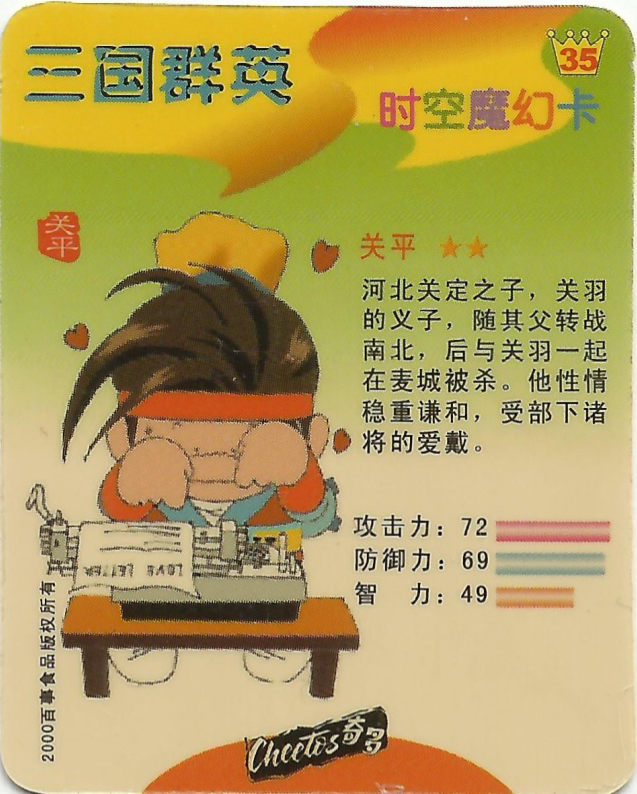 三国群英
35
时空魔幻卡
关平
关平 ★★
河北关定之子，关羽
的义子，随其父转战
南北，后与关羽一起
在麦城被杀。他性情
稳重谦和，受部下诸
将的爱戴。
攻击力：72
防御力：69
智 力：49
LOVE LETTER
2000百事食品版权所有
Cheetos奇多